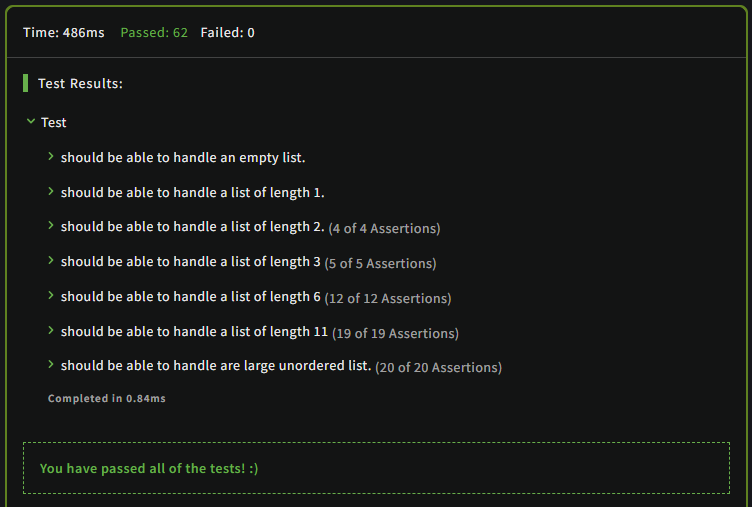 Time: 486ms Passed: 62 Failed: 0
Test Results:
Test
should be able to handle an empty list.
should be able to handle a list of length 1.
should be able to handle a list of length 2. (4 of 4 Assertions)
should be able to handle a list of length 3 (5 of 5 Assertions)
should be able to handle a list of length 6 (12 of 12 Assertions)
should be able to handle a list of length 11 (19 of 19 Assertions)
should be able to handle are large unordered list. (20 of 20 Assertions)
Completed in 0.84ms
You have passed all of the tests! :)